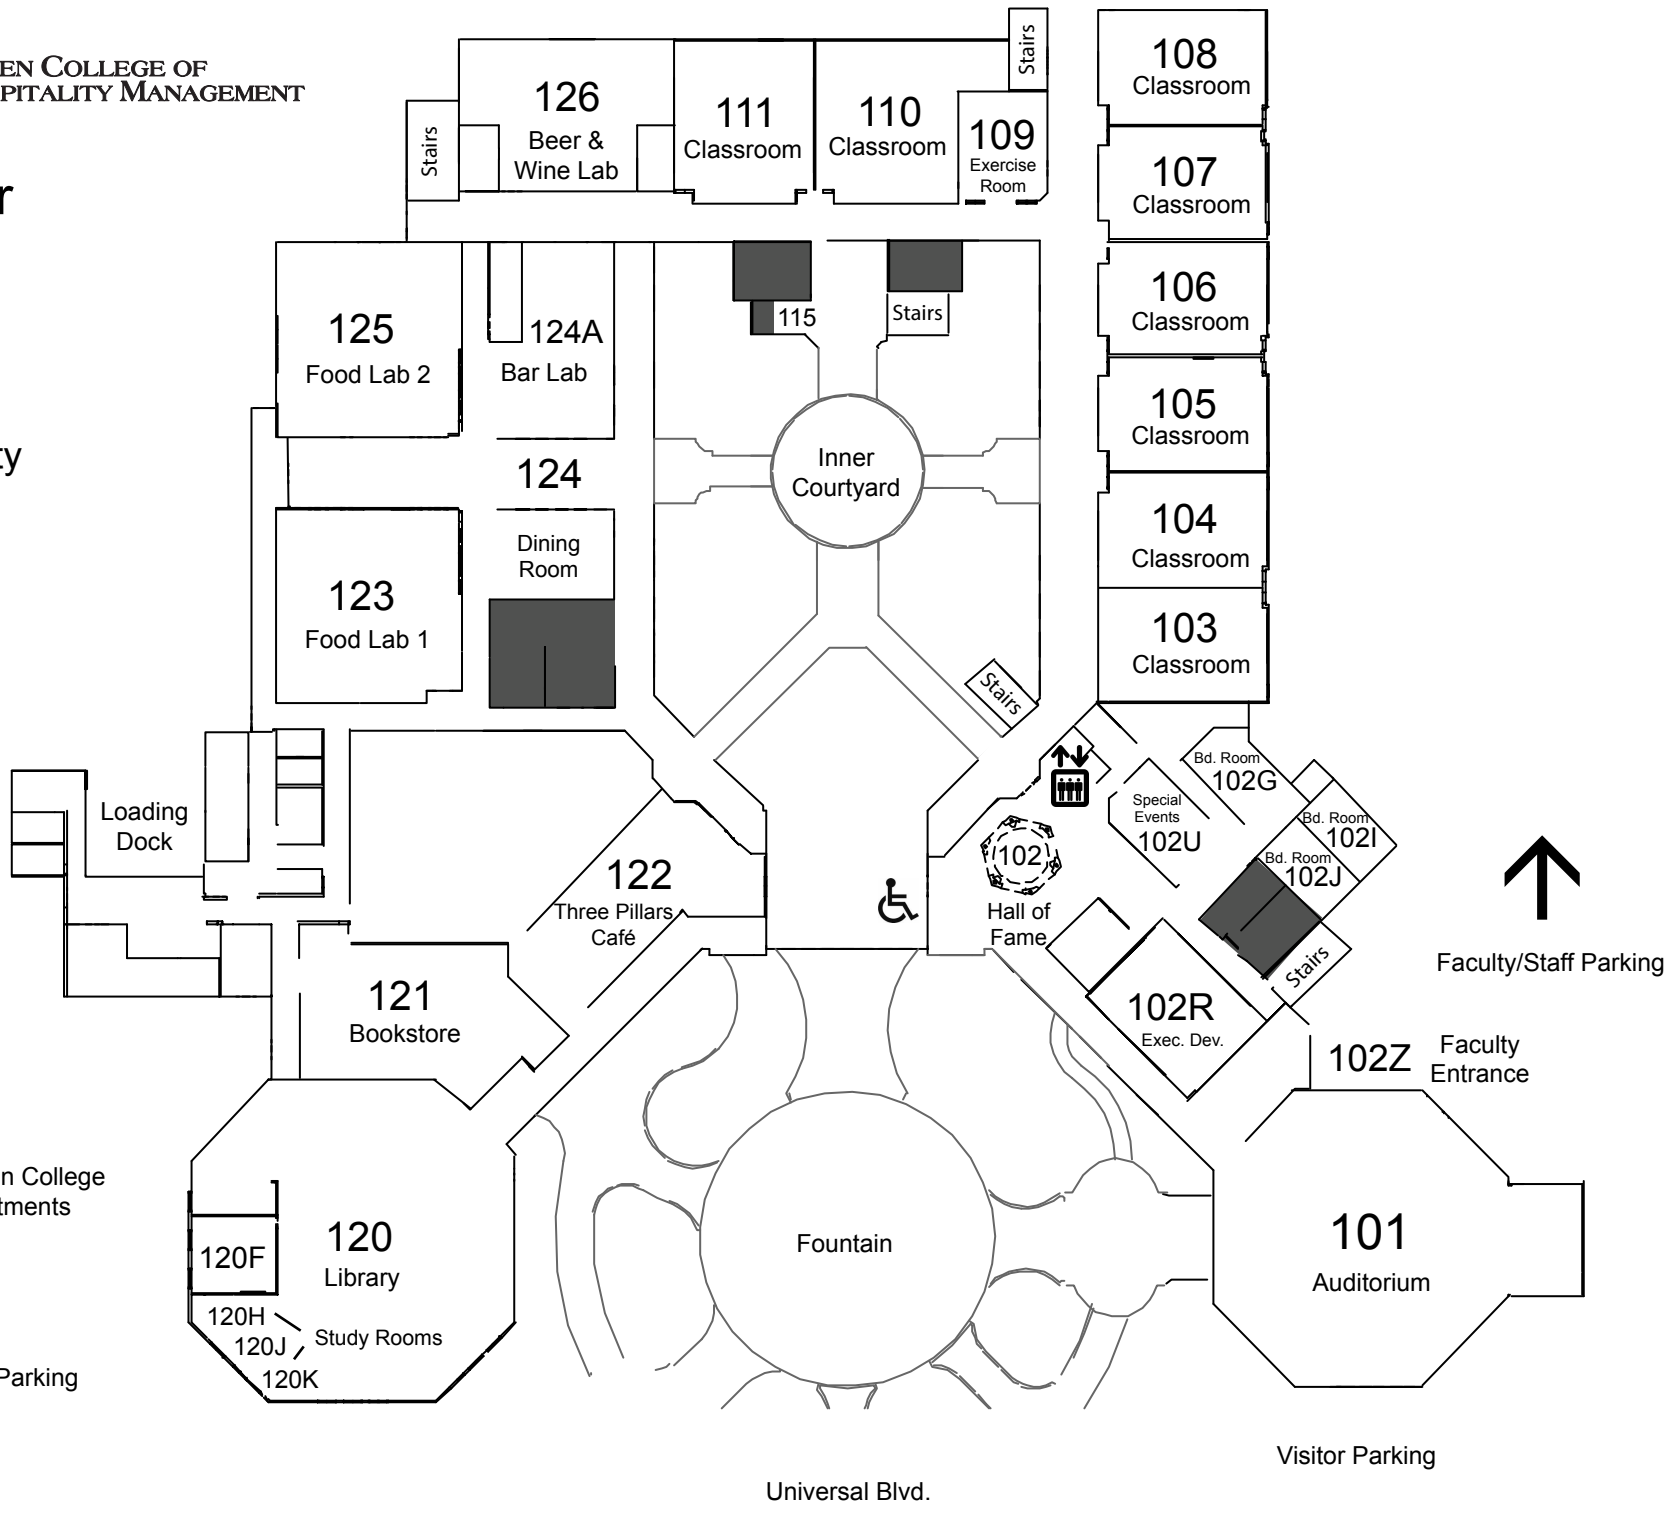 EN COLLEGE OF
PITALITY MANAGEMENT
r
ty
n College
tments
Parking
Stairs
126
Beer &
Wine Lab
111
Classroom
110
Classroom
109
Exercise
Room
Stairs
108
Classroom
107
Classroom
106
Classroom
105
Classroom
104
Classroom
103
Classroom
125
Food Lab 2
124A
Bar Lab
115
Stairs
Inner
Courtyard
124
Dining
Room
123
Food Lab 1
Stairs
Loading
Dock
122
Three Pillars
Café
121
Bookstore
102
Hall of
Fame
Special
Events
102U
Bd. Room
102G
Bd. Room
102I
Bd. Room
102J
Stairs
102R
Exec. Dev.
102Z
Faculty
Entrance
Faculty/Staff Parking
120
Library
120F
120H
120J
120K
Study Rooms
Fountain
101
Auditorium
Visitor Parking
Universal Blvd.